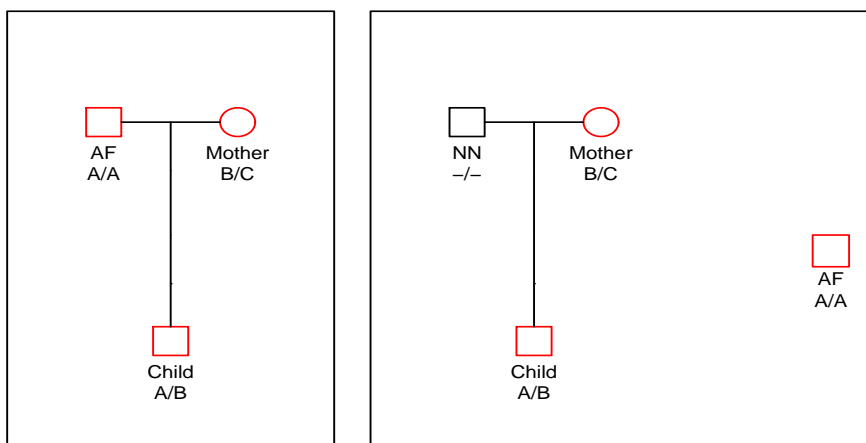 AF
A/A
Mother
B/C
Child
A/B
NN
–/–
Mother
B/C
AF
A/A
Child
A/B